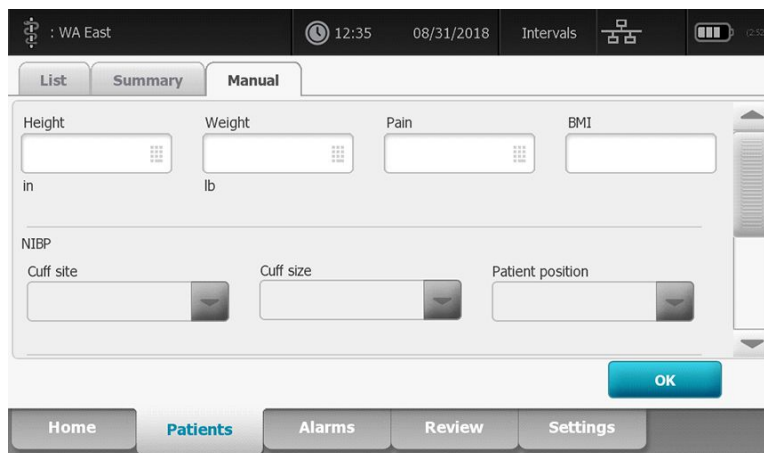 : WA East 12:35 08/31/2018 Intervals
List Summary Manual
Height Weight Pain BMI
in lb
NIBP
Cuff site Cuff size Patient position
OK
Home Patients Alarms Review Settings